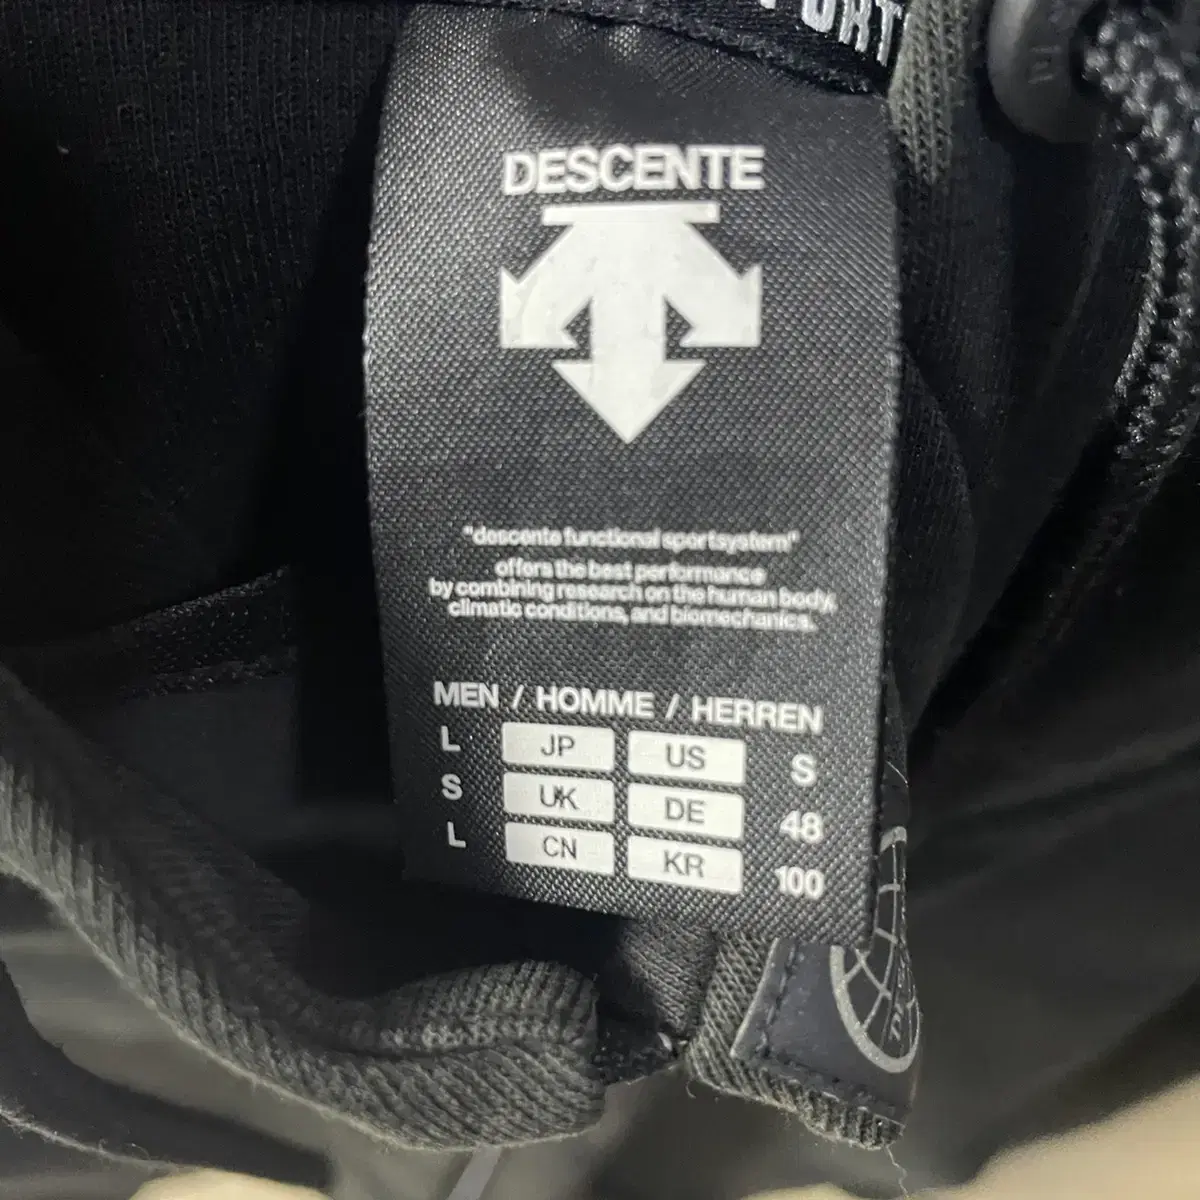 DESCENTE
"descente functional sportsystem"
offers the best performance
by combining research on the human body,
climatic conditions, and biomechanics.
MEN / HOMME / HERREN
L JP US S
S UK DE 48
L CN KR 100